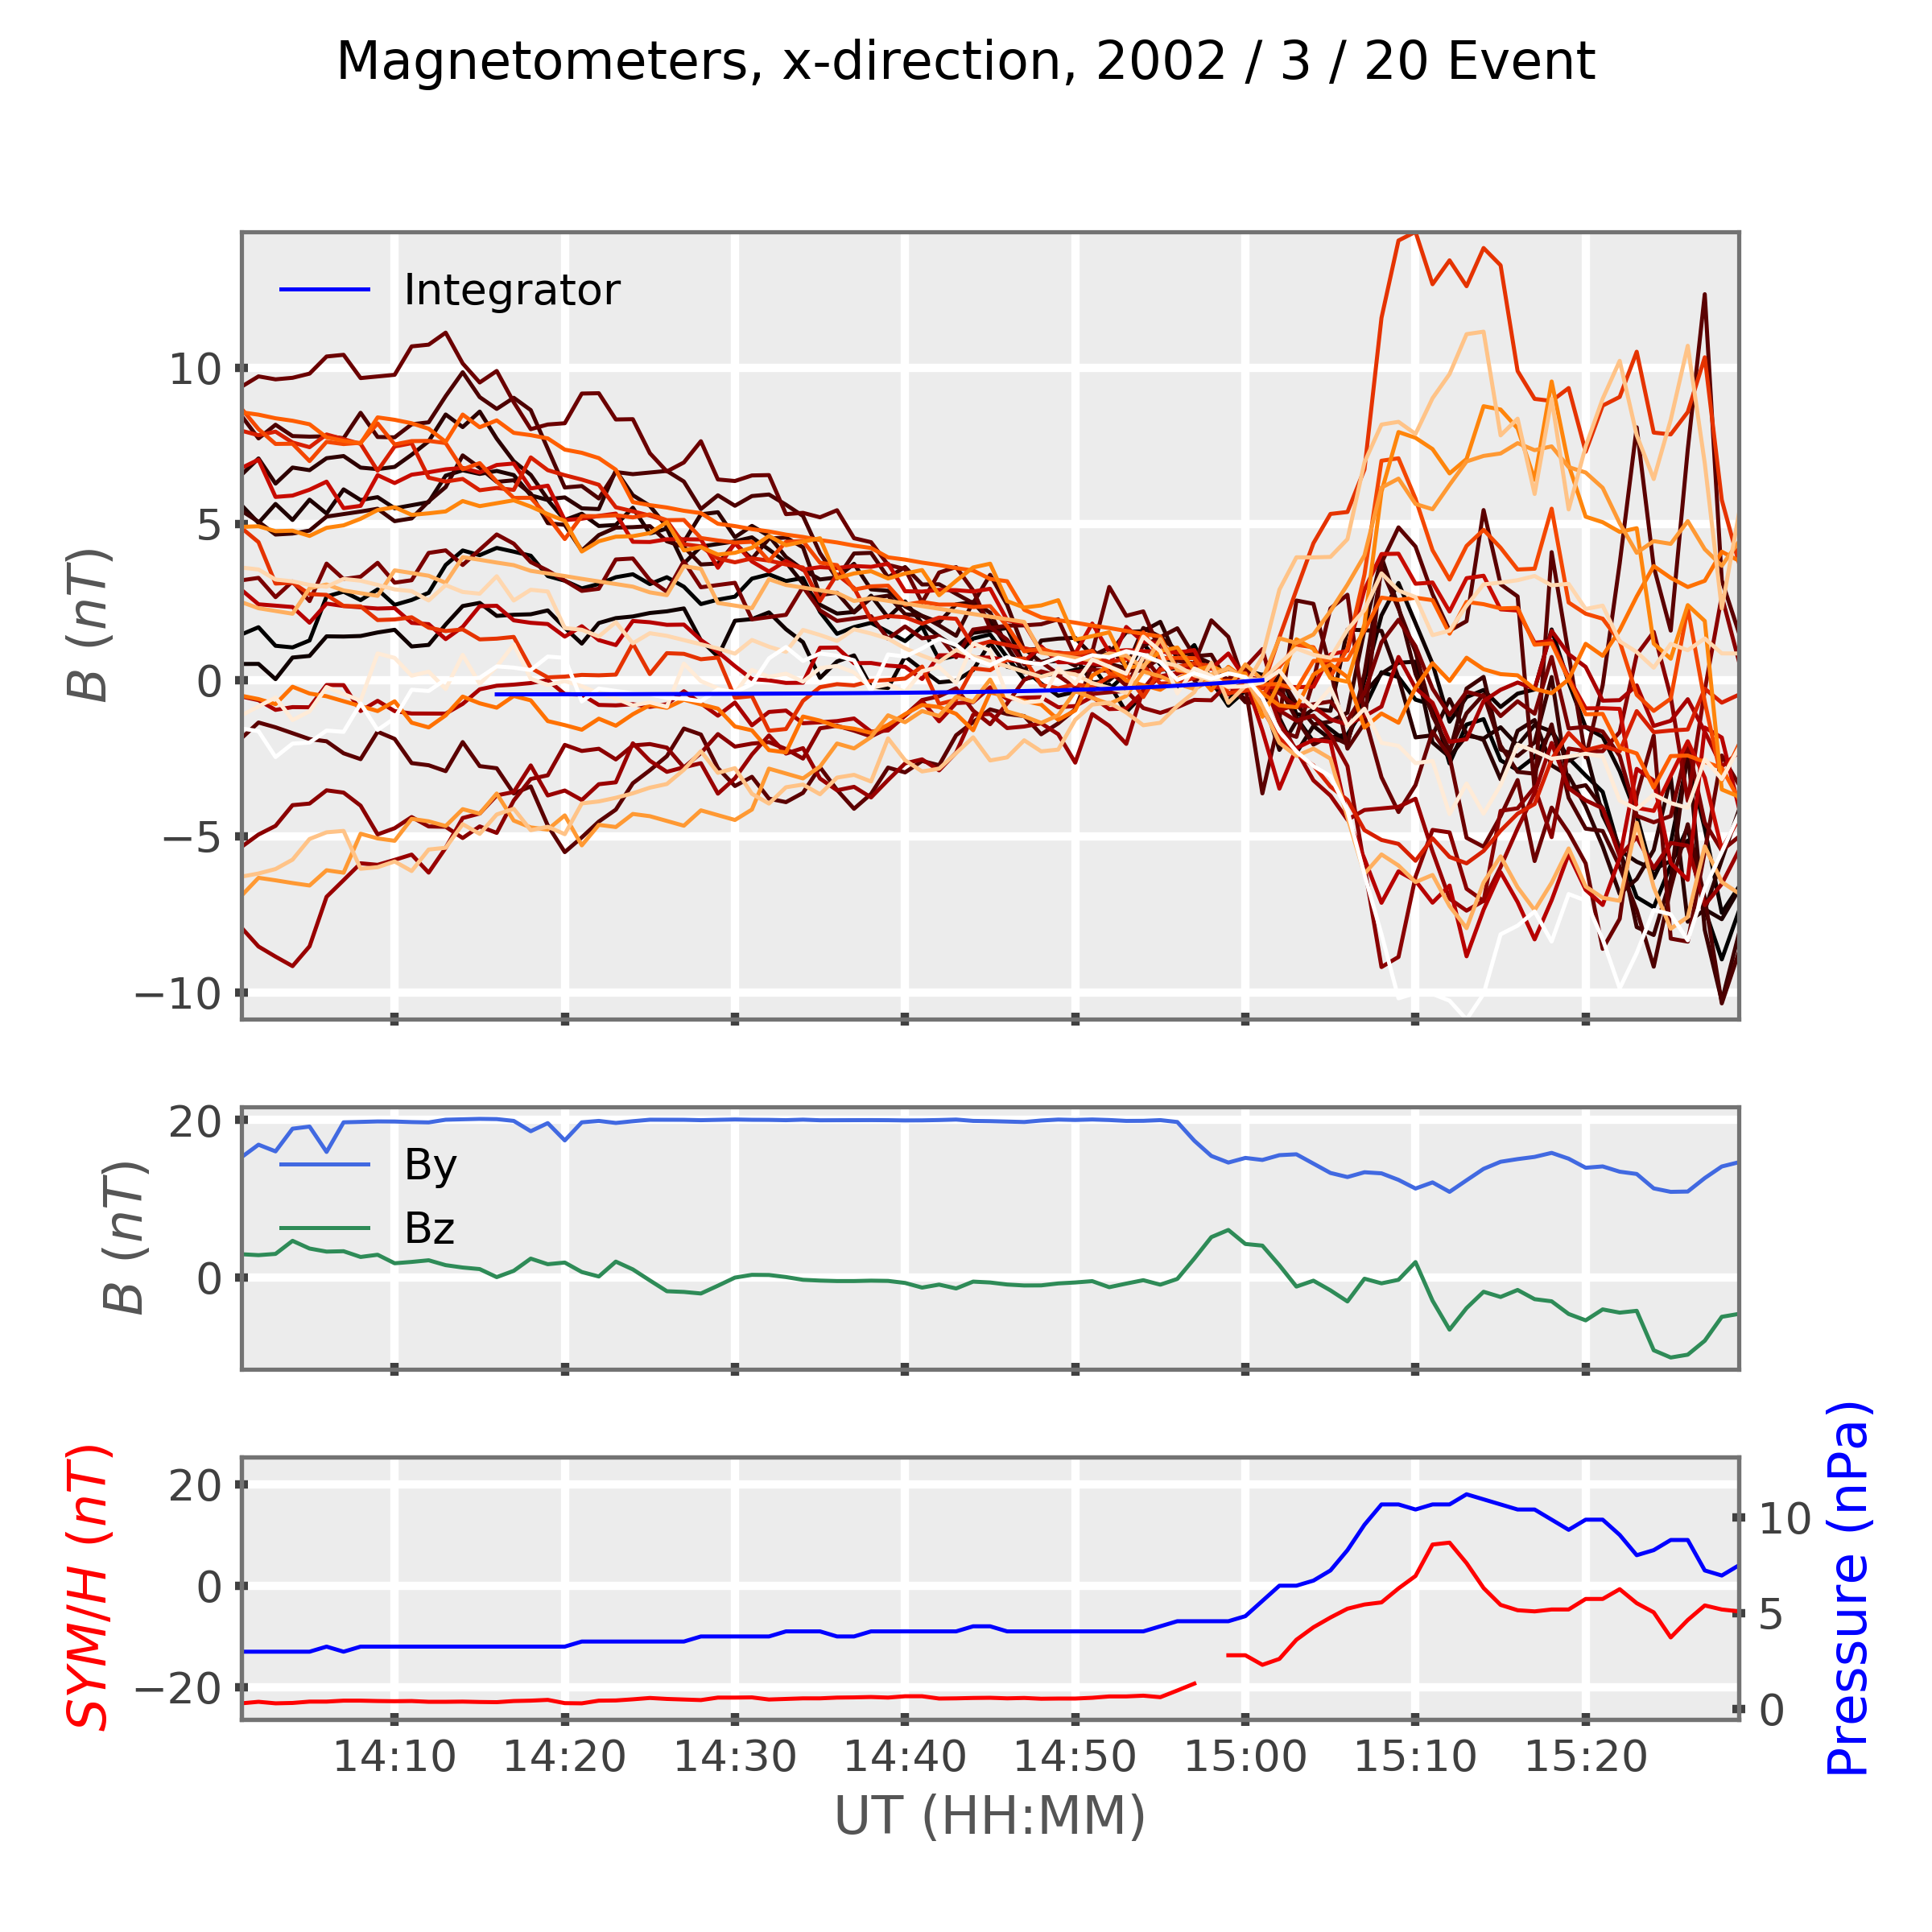 Magnetometers, x-direction, 2002 / 3 / 20 Event
B (nT)
10
5
0
−5
−10
Integrator
B (nT)
20
0
By
Bz
SYM/H (nT)
20
0
−20
10
5
0
Pressure (nPa)
14:10 14:20 14:30 14:40 14:50 15:00 15:10 15:20
UT (HH:MM)